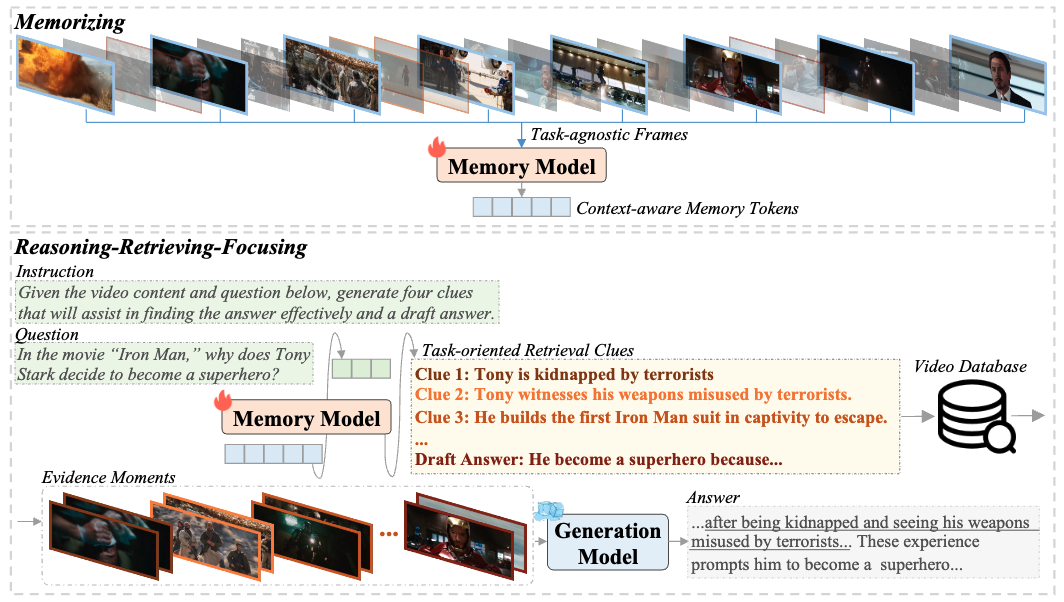 Memorizing
Task-agnostic Frames
Memory Model
Context-aware Memory Tokens
Reasoning-Retrieving-Focusing
Instruction
Given the video content and question below, generate four clues
that will assist in finding the answer effectively and a draft answer.
Question
In the movie “Iron Man,” why does Tony
Stark decide to become a superhero?
Memory Model
Task-oriented Retrieval Clues
Clue 1: Tony is kidnapped by terrorists
Clue 2: Tony witnesses his weapons misused by terrorists.
Clue 3: He builds the first Iron Man suit in captivity to escape.
...
Draft Answer: He become a superhero because...
Video Database
Evidence Moments
Generation
Model
Answer
...after being kidnapped and seeing his weapons
misused by terrorists... These experience
prompts him to become a superhero...